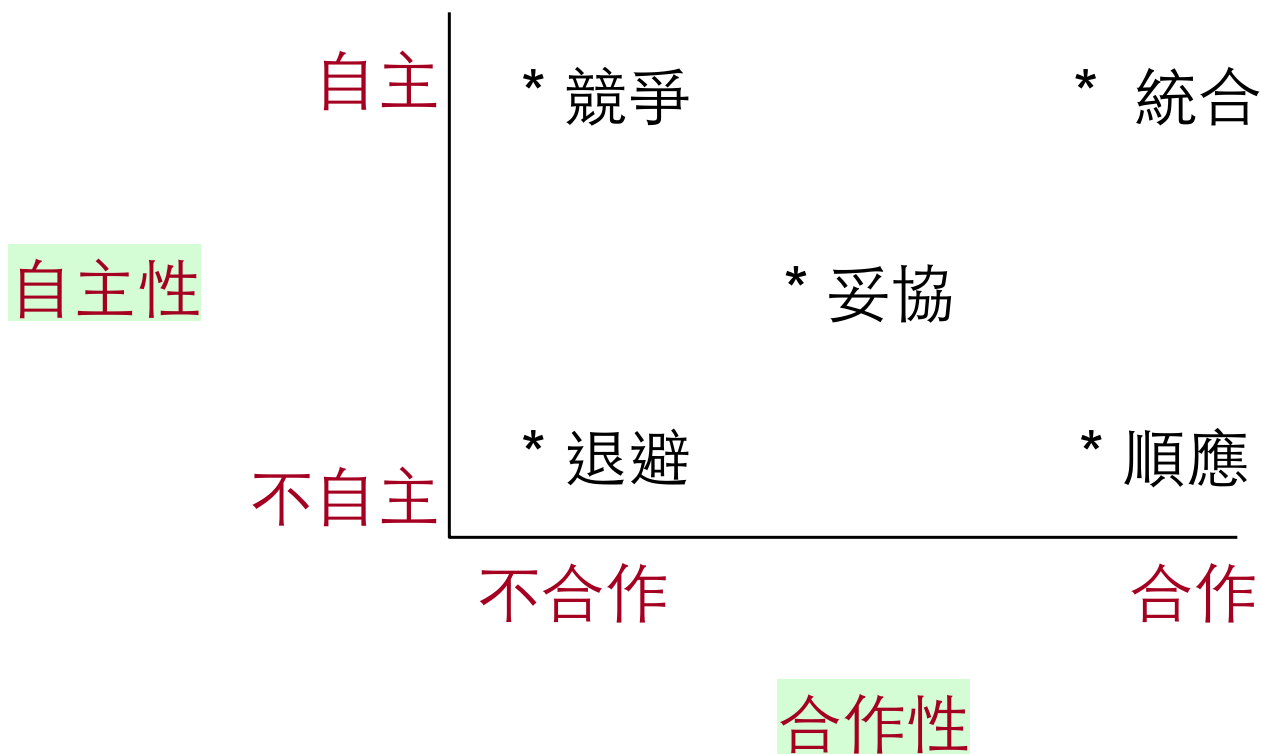 自主
* 競爭
* 統合
自主性
* 妥協
* 退避
* 順應
不自主
不合作
合作
合作性